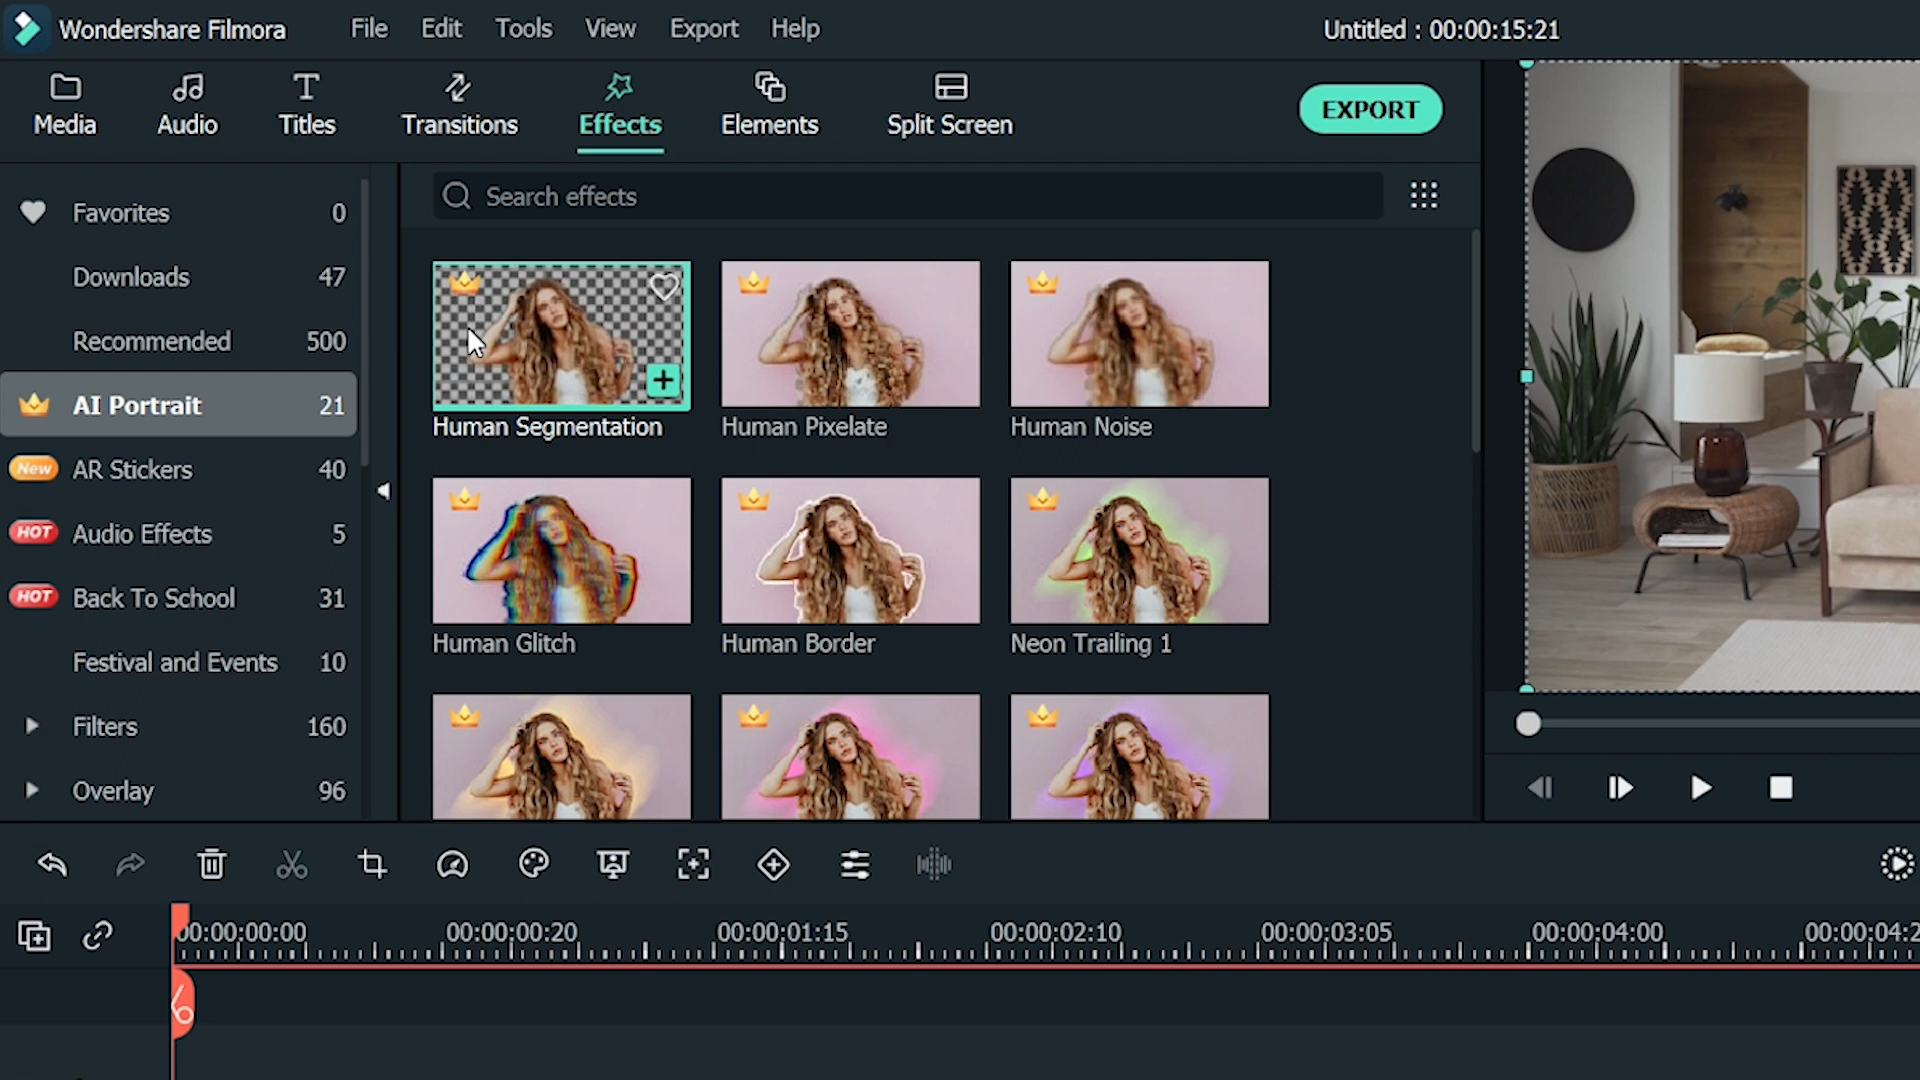 Wondershare Filmora File Edit Tools View Export Help Untitled : 00:00:15:21
Media Audio Titles Transitions Effects Elements Split Screen EXPORT
Search effects
Favorites 0
Downloads 47
Recommended 500
AI Portrait 21
New AR Stickers 40
HOT Audio Effects 5
HOT Back To School 31
Festival and Events 10
Filters 160
Overlay 96
Human Segmentation Human Pixelate Human Noise
Human Glitch Human Border Neon Trailing 1
00:00:00:00 00:00:00:20 00:00:01:15 00:00:02:10 00:00:03:05 00:00:04:00 00:00:04:2